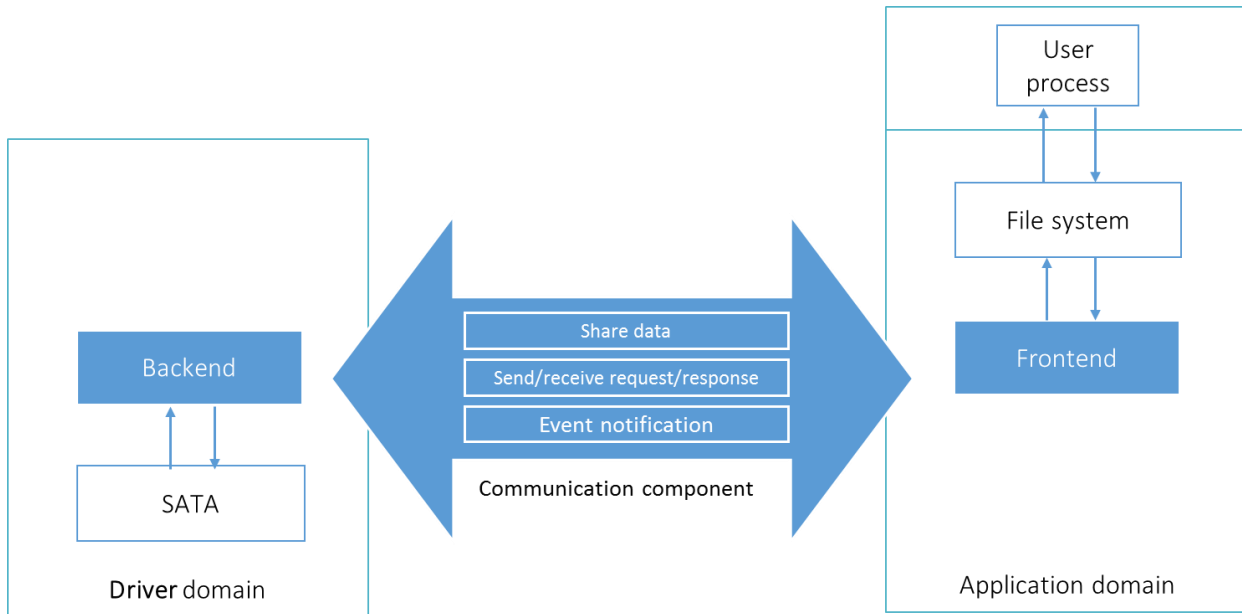 User
process
File system
Share data
Backend
Frontend
Send/receive request/response
Event notification
Communication component
SATA
Driver domain
Application domain